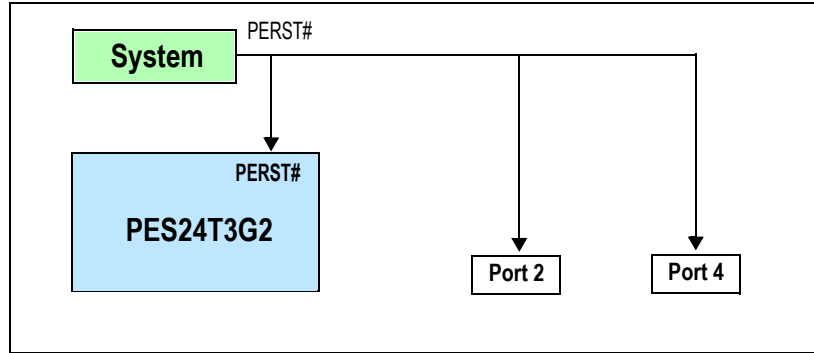 PERST#
System
PERST#
PES24T3G2
Port 2
Port 4